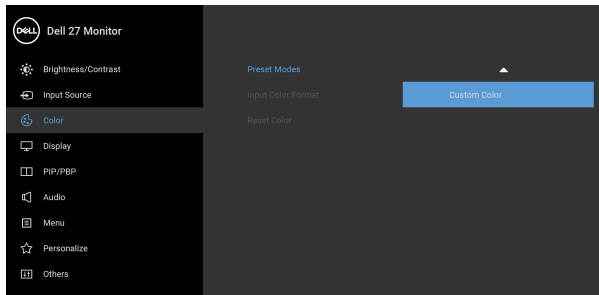 DELL Dell 27 Monitor
Brightness/Contrast
Input Source
Color
Display
PIP/PBP
Audio
Menu
Personalize
Others
Preset Modes
Input Color Format
Reset Color
Custom Color